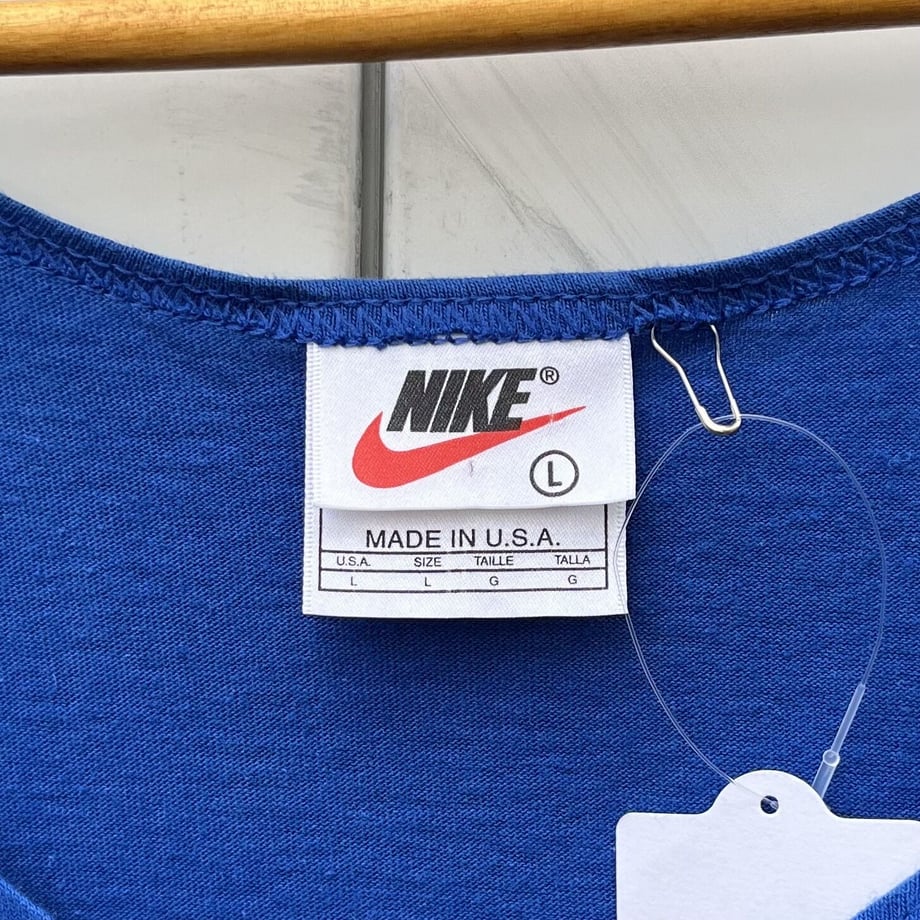 NIKE®
L
MADE IN U.S.A.
U.S.A. SIZE TAILLE TALLA
L L G G